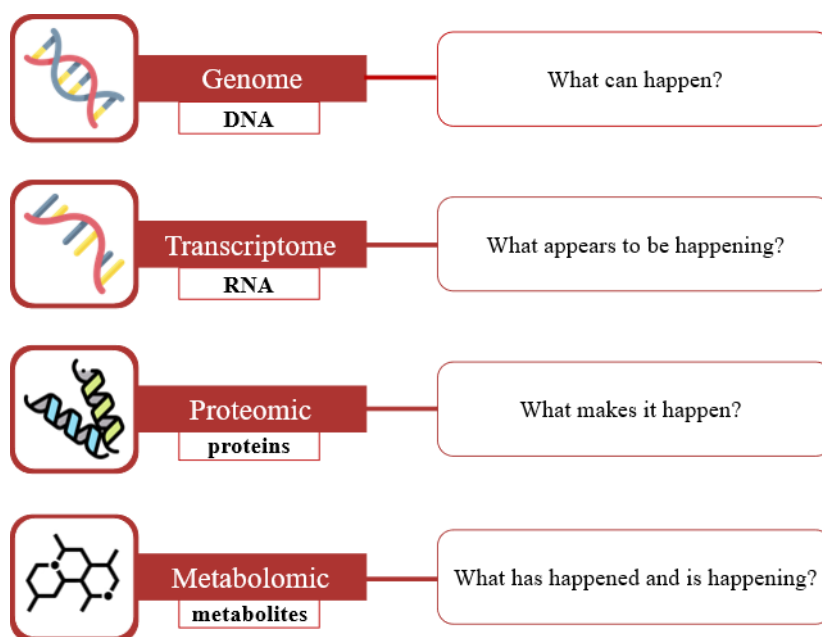 Genome
DNA
What can happen?
Transcriptome
RNA
What appears to be happening?
Proteomic
proteins
What makes it happen?
Metabolomic
metabolites
What has happened and is happening?